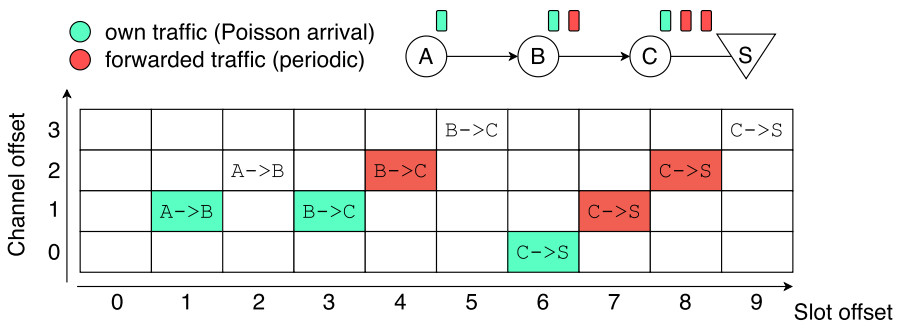 own traffic (Poisson arrival)
forwarded traffic (periodic)
A
B
C
S
Channel offset
3
B->C
C->S
2
A->B
B->C
C->S
1
A->B
B->C
C->S
0
C->S
0 1 2 3 4 5 6 7 8 9
Slot offset